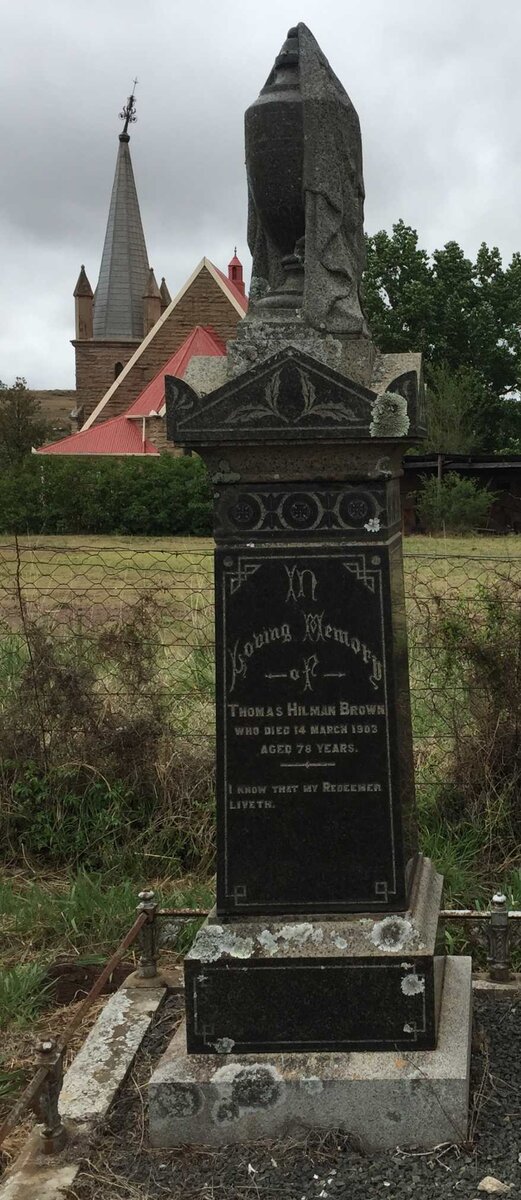 In
Loving Memory
of
Thomas Hilman Brown
who died 14 March 1903
aged 78 years.
I know that my Redeemer
liveth.